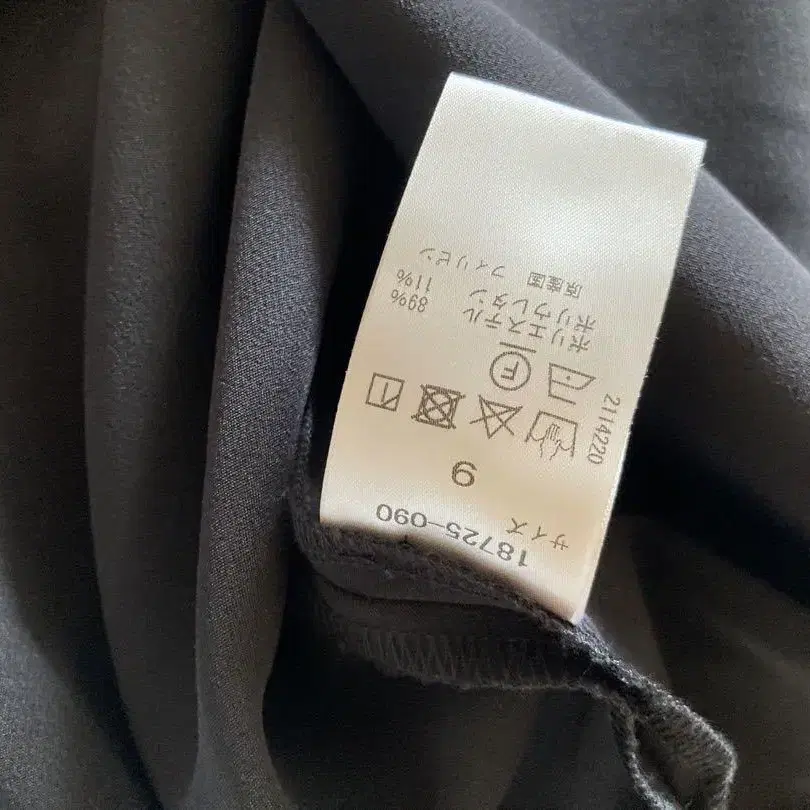 18725-090
サイズ
9
2114220
F
ポリエステル 89%
ポリウレタン 11%
原産国 フィリピン